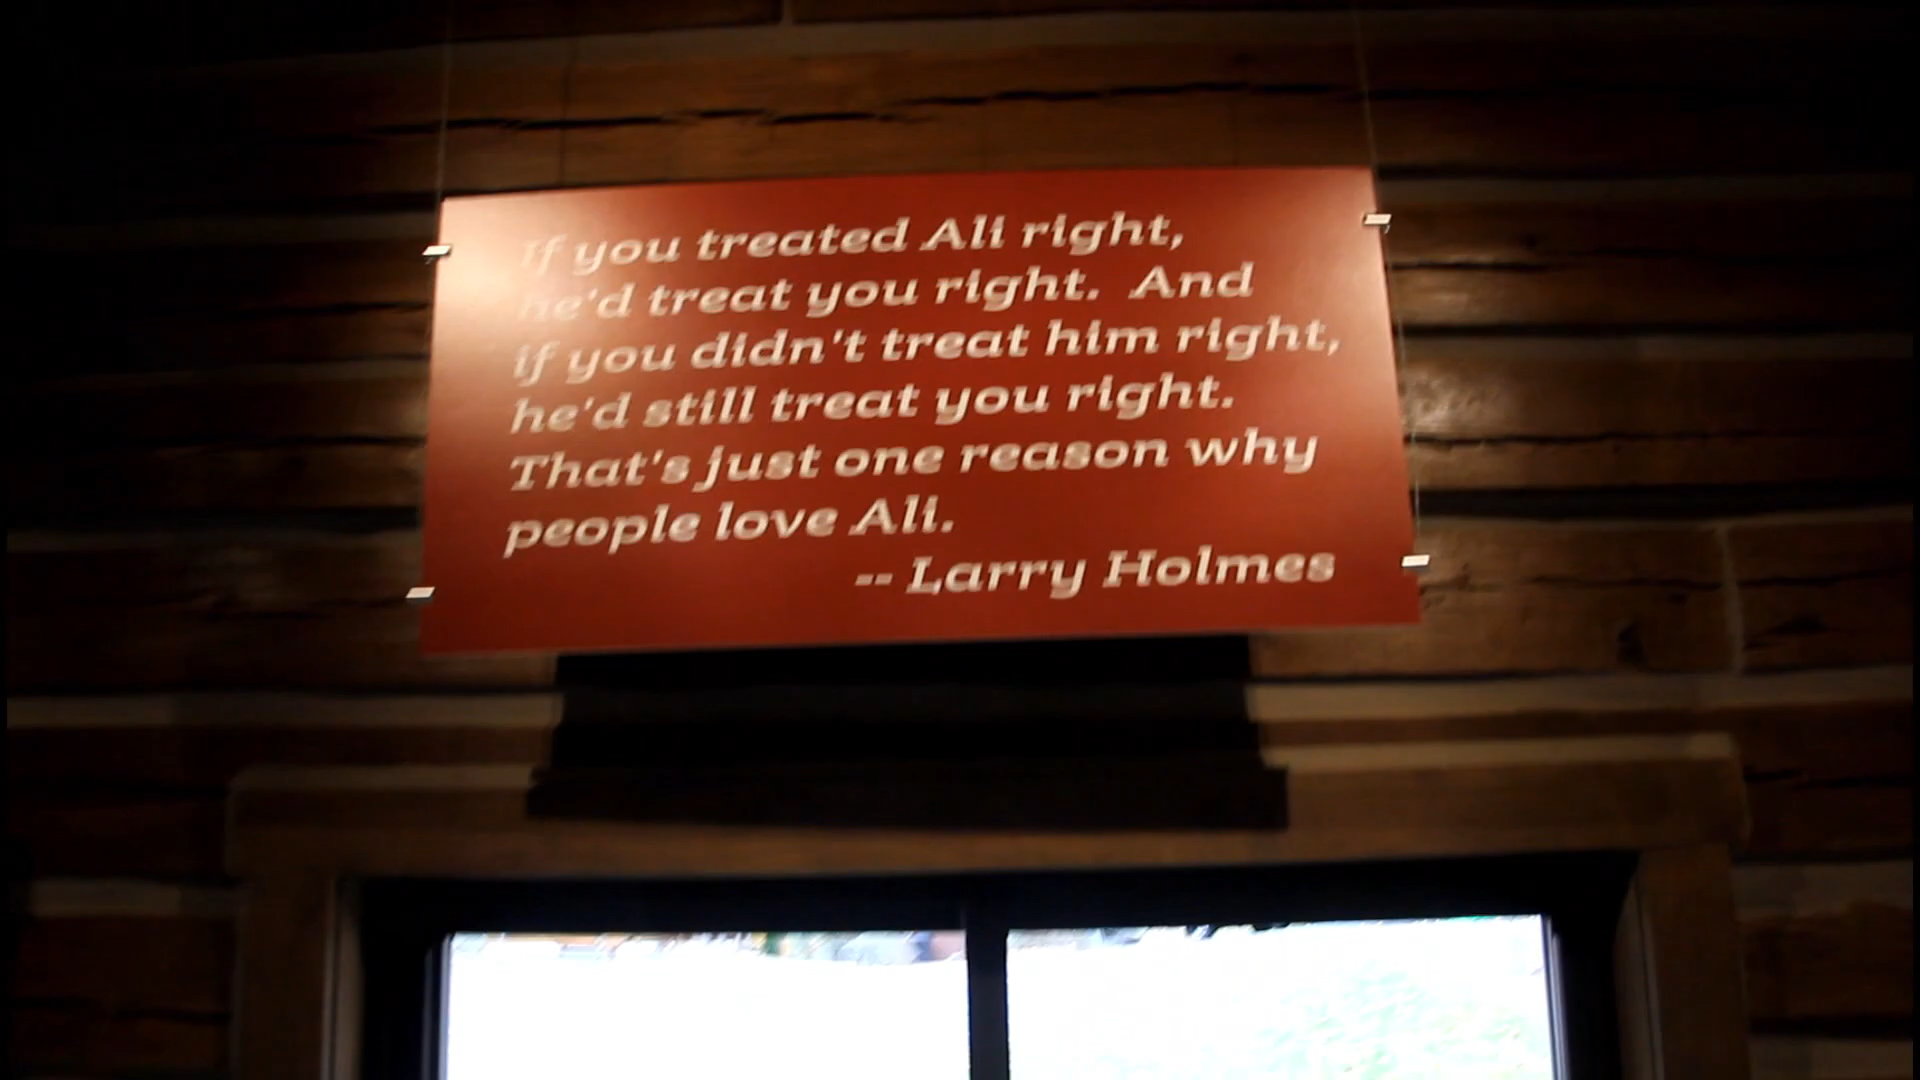 If you treated Ali right,
he'd treat you right. And
if you didn't treat him right,
he'd still treat you right.
That's just one reason why
people love Ali.
-- Larry Holmes